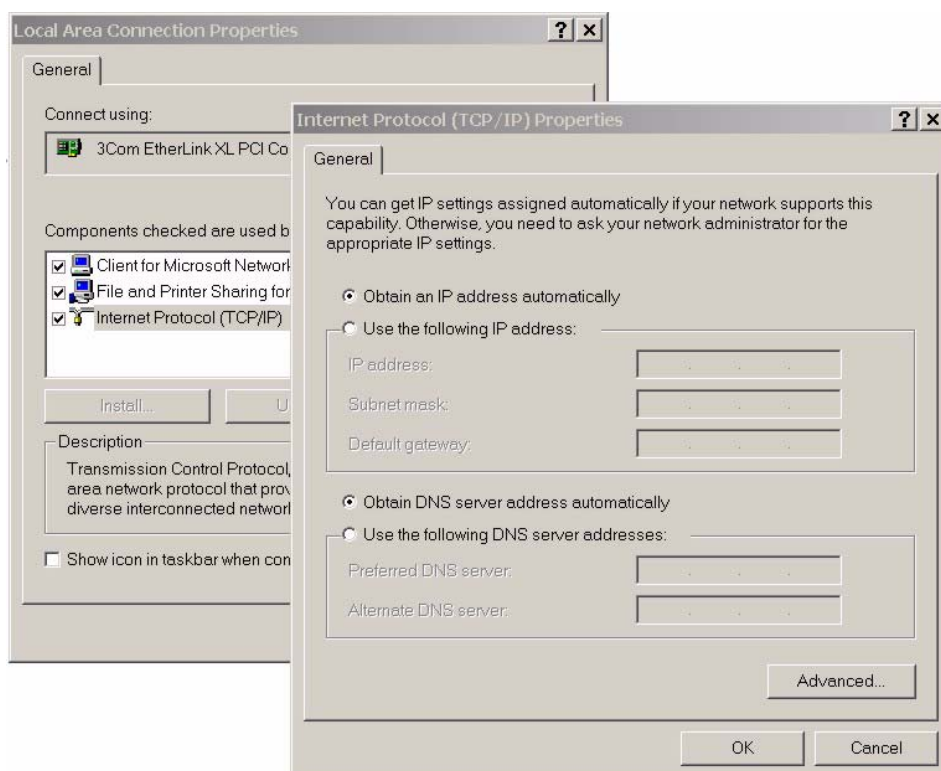 Local Area Connection Properties
General
Connect using:
3Com EtherLink XL PCI Co
Components checked are used b
Client for Microsoft Network
File and Printer Sharing for
Internet Protocol (TCP/IP)
Install...
U
Description
Transmission Control Protocol,
area network protocol that prov
diverse interconnected networ
Show icon in taskbar when con
Internet Protocol (TCP/IP) Properties
General
You can get IP settings assigned automatically if your network supports this
capability. Otherwise, you need to ask your network administrator for the
appropriate IP settings.
Obtain an IP address automatically
Use the following IP address:
IP address:
Subnet mask:
Default gateway:
Obtain DNS server address automatically
Use the following DNS server addresses:
Preferred DNS server:
Alternate DNS server:
Advanced...
OK
Cancel